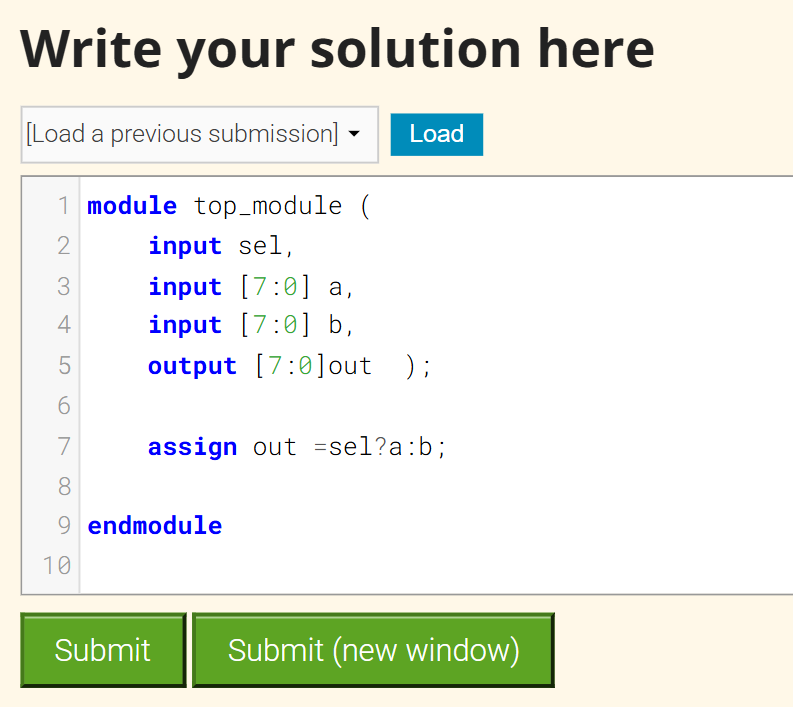 Write your solution here
[Load a previous submission] Load
1 module top_module (
2 input sel,
3 input [7:0] a,
4 input [7:0] b,
5 output [7:0]out  );
6
7 assign out =sel?a:b;
8
9 endmodule
10
Submit Submit (new window)